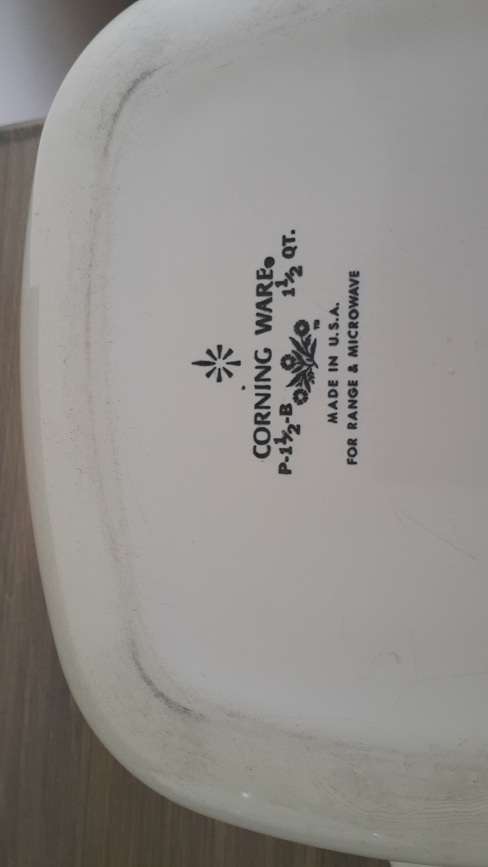 CORNING WARE®
P-1½-B 1½ QT.
TM
MADE IN U.S.A.
FOR RANGE & MICROWAVE